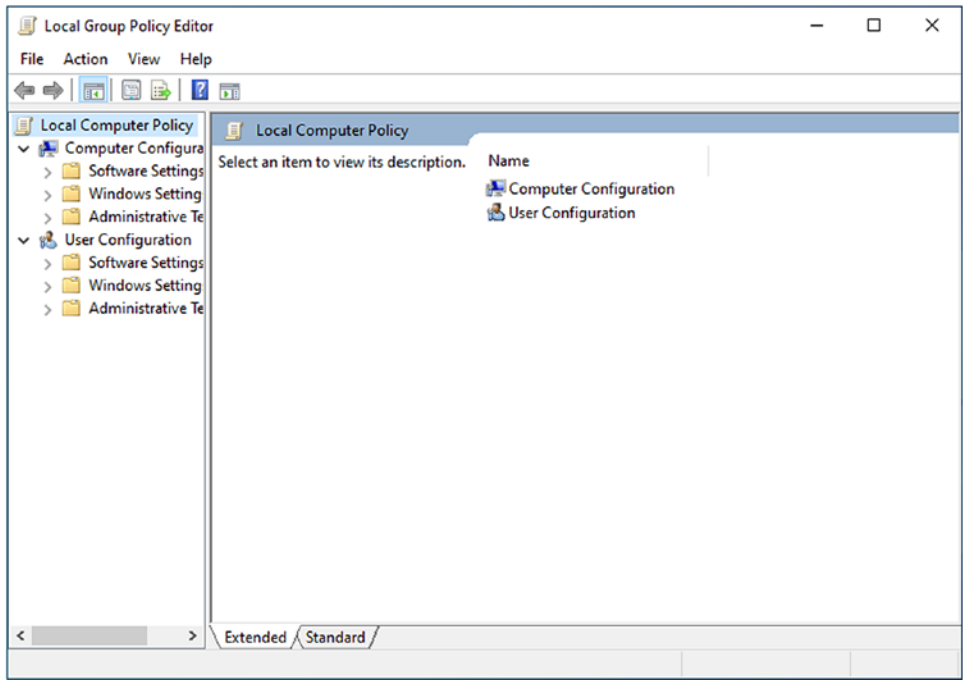 Local Group Policy Editor
File Action View Help
Local Computer Policy
Computer Configura
Software Settings
Windows Setting
Administrative Te
User Configuration
Software Settings
Windows Setting
Administrative Te
Local Computer Policy
Select an item to view its description.
Name
Computer Configuration
User Configuration
Extended Standard